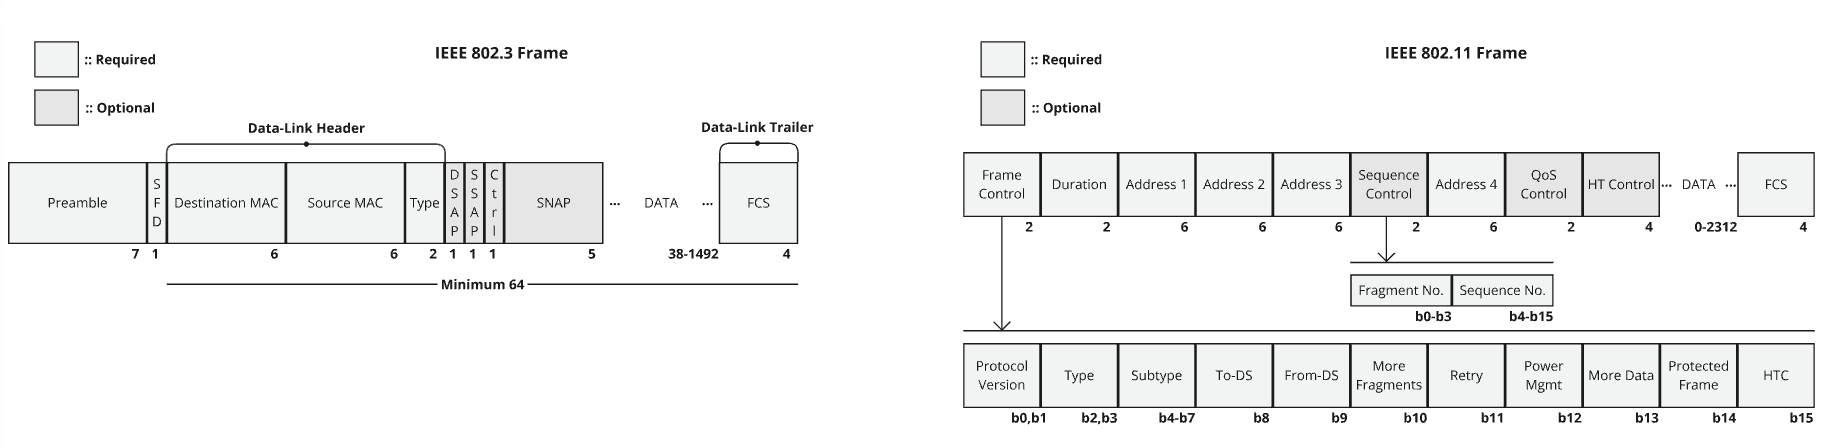 IEEE 802.3 Frame
:: Required
:: Optional
Data-Link Header
Data-Link Trailer
Preamble
SFD
Destination MAC
Source MAC
Type
DSAP
SSAP
Ctrl
SNAP
··· DATA ···
FCS
7 1 6 6 2 1 1 1 5 38-1492 4
Minimum 64
IEEE 802.11 Frame
:: Required
:: Optional
Frame
Control
Duration
Address 1
Address 2
Address 3
Sequence
Control
Address 4
QoS
Control
HT Control
··· DATA ···
FCS
2 2 6 6 6 2 6 2 4 0-2312 4
Fragment No.
Sequence No.
b0-b3 b4-b15
Protocol
Version
Type
Subtype
To-DS
From-DS
More
Fragments
Retry
Power
Mgmt
More Data
Protected
Frame
HTC
b0,b1 b2,b3 b4-b7 b8 b9 b10 b11 b12 b13 b14 b15